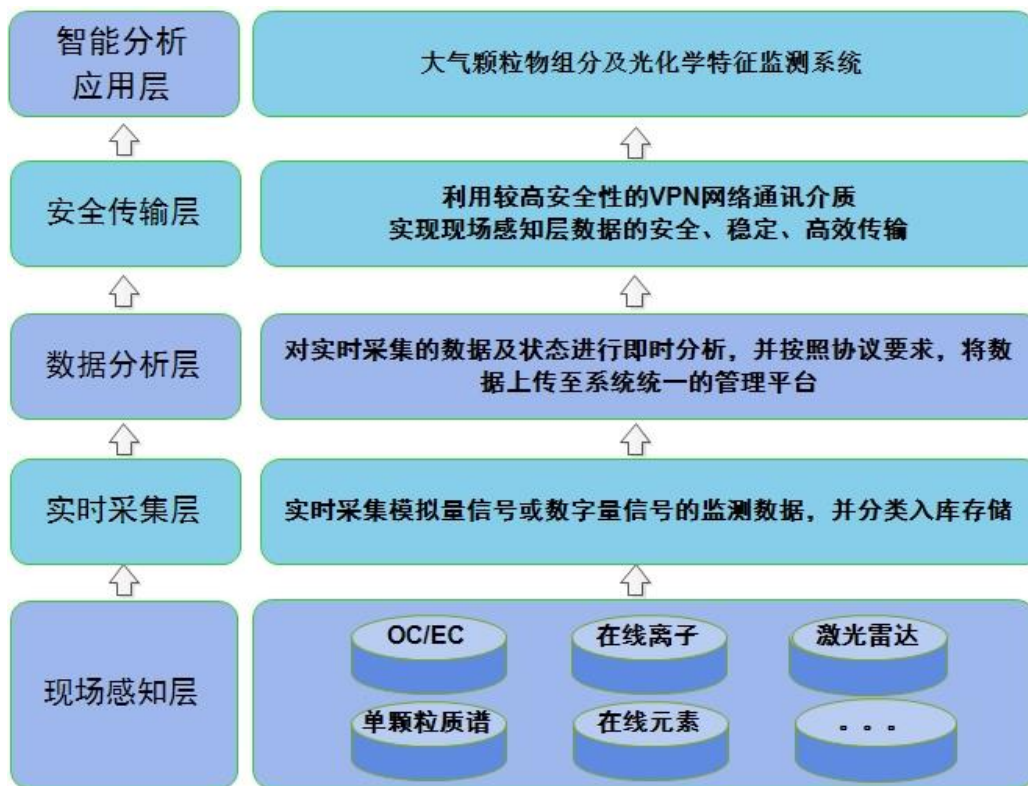 智能分析
应用层
大气颗粒物组分及光化学特征监测系统
安全传输层
利用较高安全性的VPN网络通讯介质
实现现场感知层数据的安全、稳定、高效传输
数据分析层
对实时采集的数据及状态进行即时分析，并按照协议要求，将数
据上传至系统统一的管理平台
实时采集层
实时采集模拟量信号或数字量信号的监测数据，并分类入库存储
现场感知层
OC/EC
在线离子
激光雷达
单颗粒质谱
在线元素
。。。